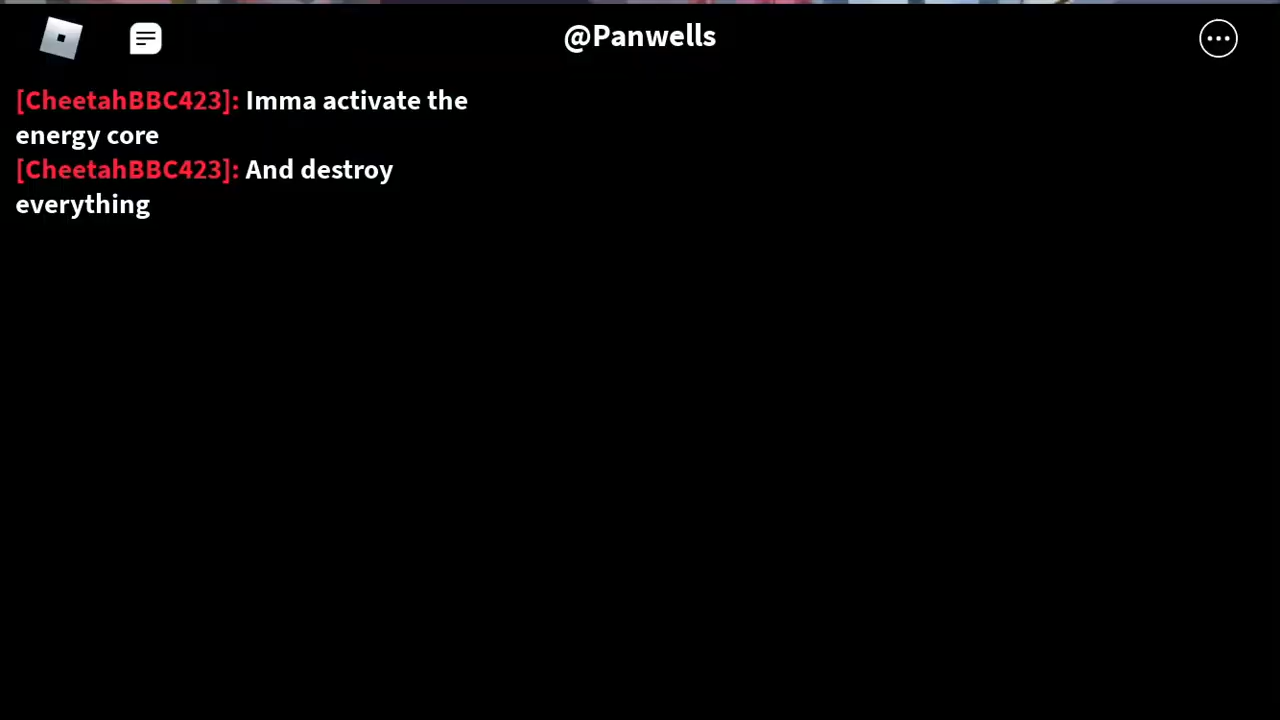 @Panwells
[CheetahBBC423]: Imma activate the
energy core
[CheetahBBC423]: And destroy
everything